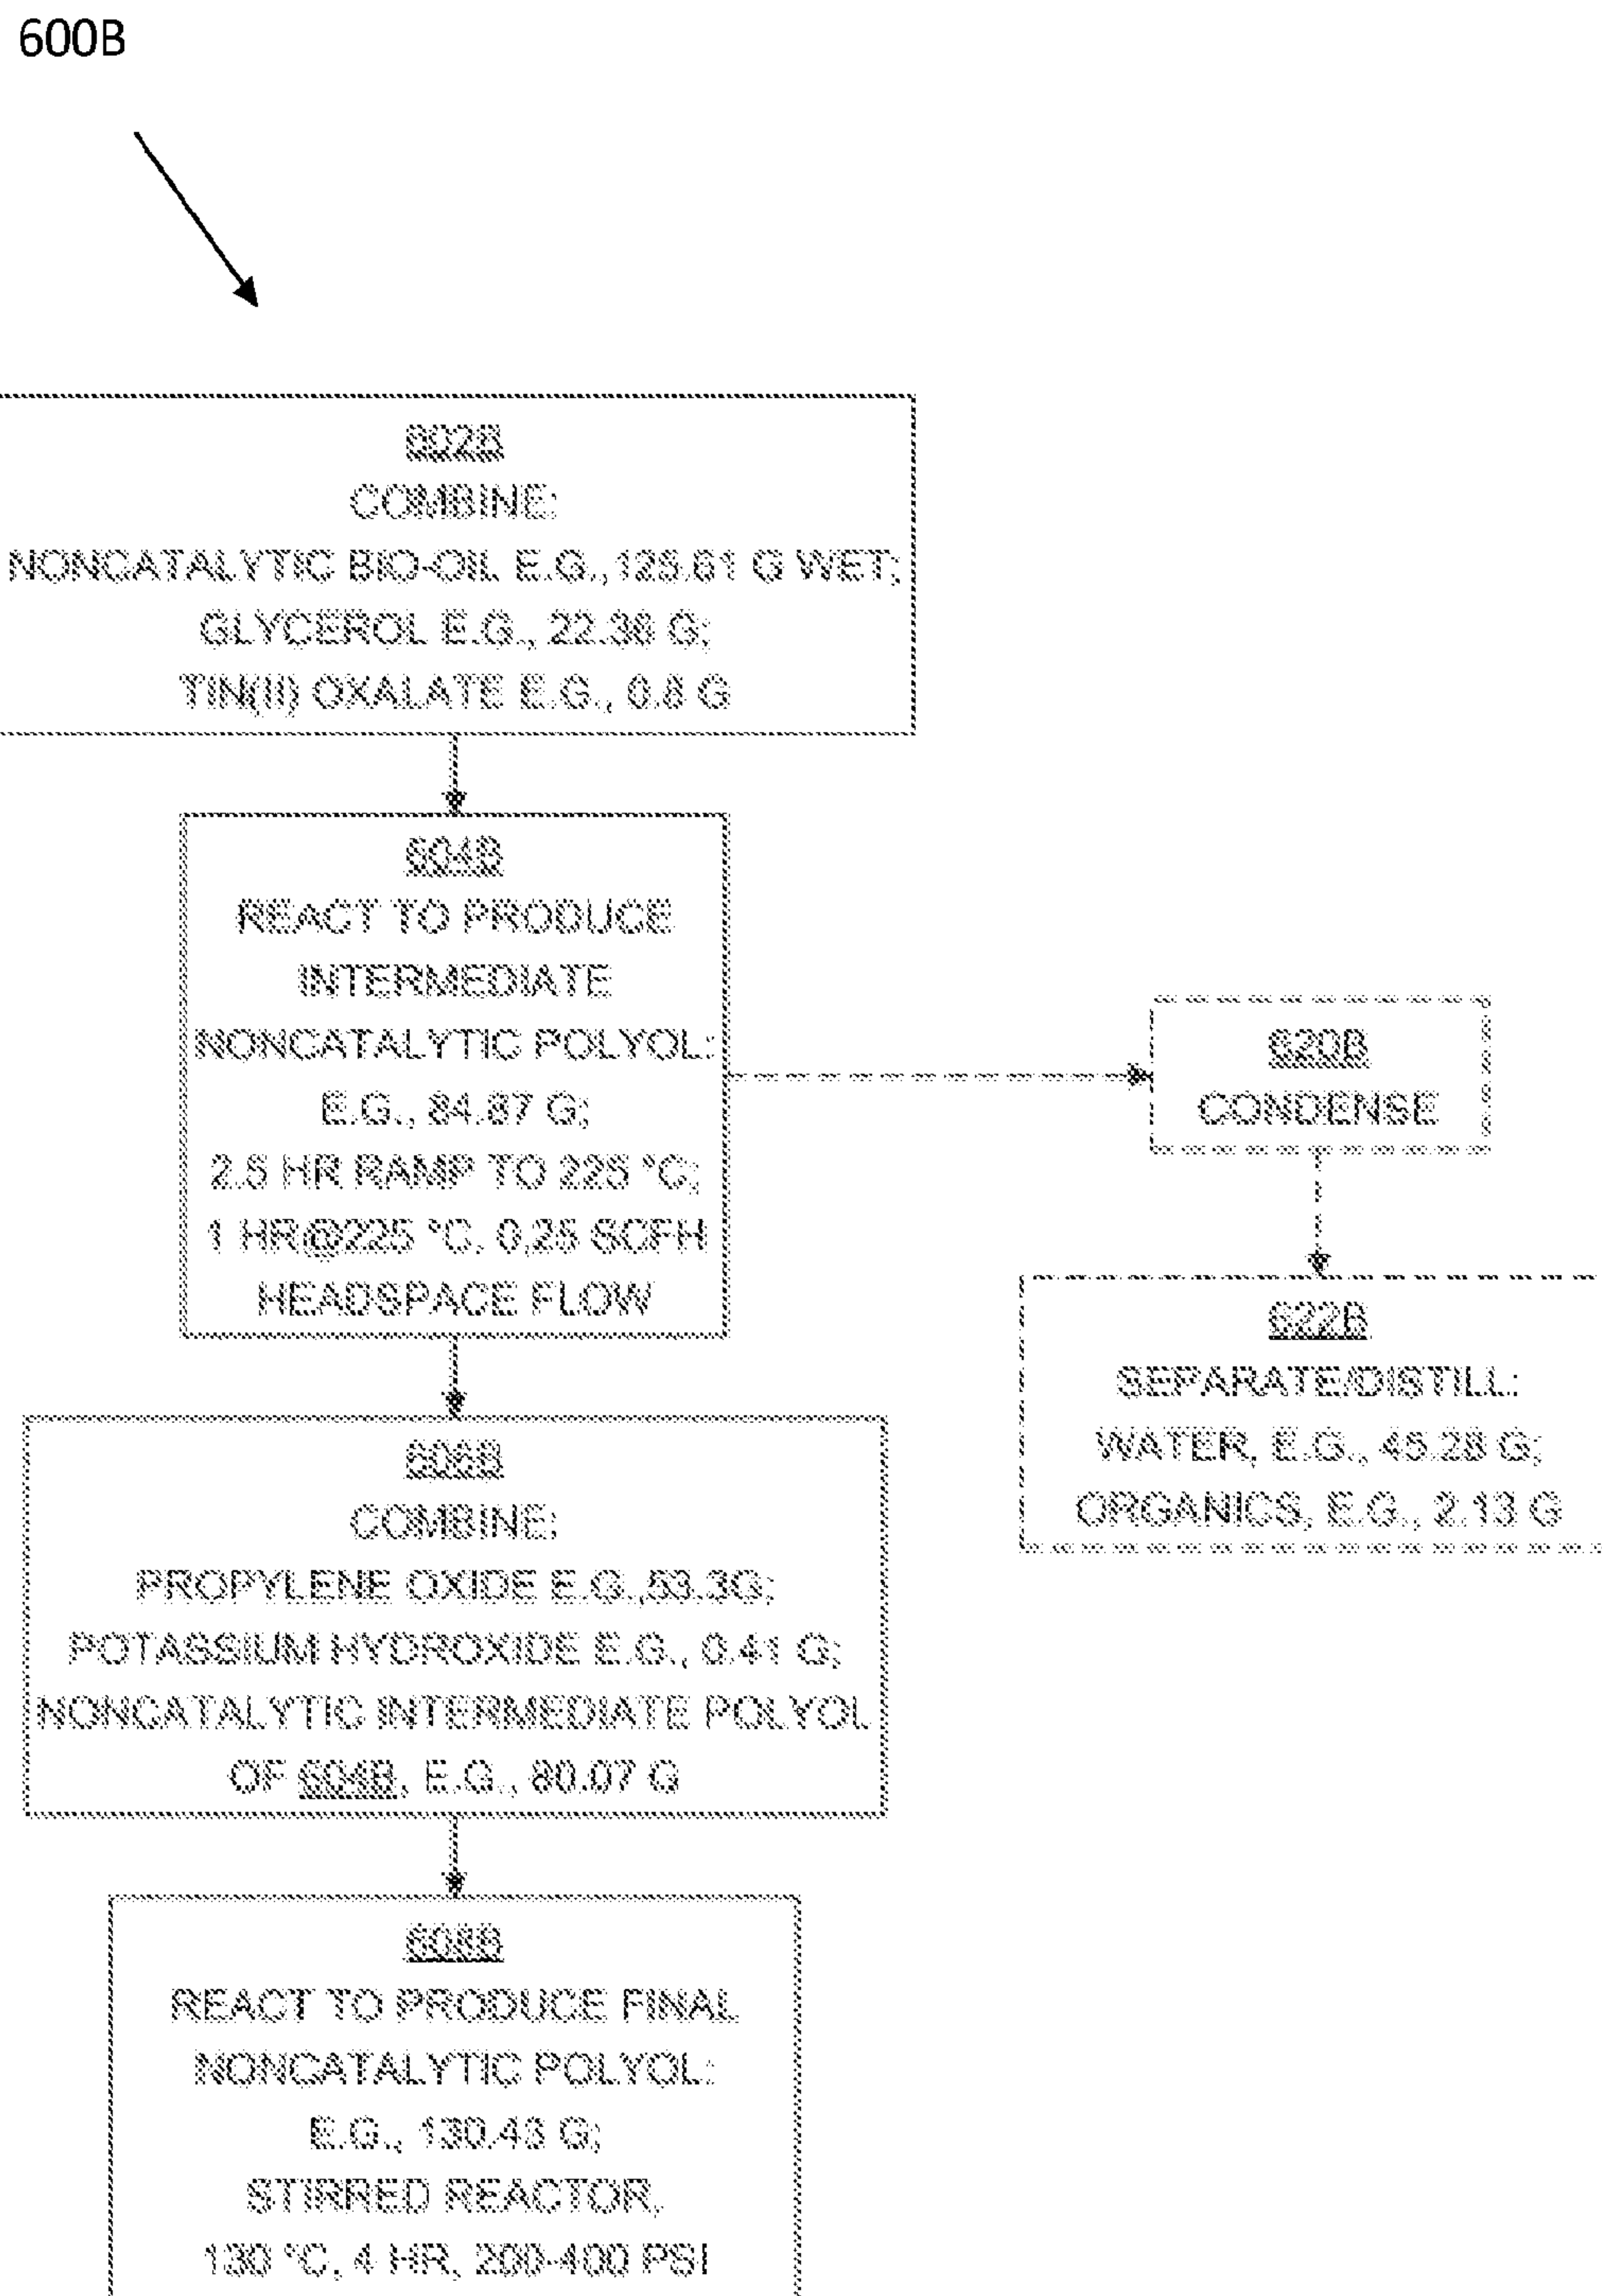 600B
602B
COMBINE:
NONCATALYTIC BIO-OIL E.G.,125.61 G WET;
GLYCEROL E.G., 22.36 G;
TIN(II) OXALATE E.G., 0.8 G
604B
REACT TO PRODUCE
INTERMEDIATE
NONCATALYTIC POLYOL:
E.G., 84.87 G;
2.5 HR RAMP TO 225 °C;
1 HR@225 °C, 0.25 SCFH
HEADSPACE FLOW
620B
CONDENSE
622B
SEPARATE/DISTILL:
WATER, E.G., 45.28 G;
ORGANICS, E.G., 2.13 G
606B
COMBINE:
PROPYLENE OXIDE E.G.,53.3G;
POTASSIUM HYDROXIDE E.G., 0.41 G;
NONCATALYTIC INTERMEDIATE POLYOL
OF 604B, E.G., 80.07 G
608B
REACT TO PRODUCE FINAL
NONCATALYTIC POLYOL:
E.G., 130.43 G;
STIRRED REACTOR,
130 °C, 4 HR, 200-400 PSI